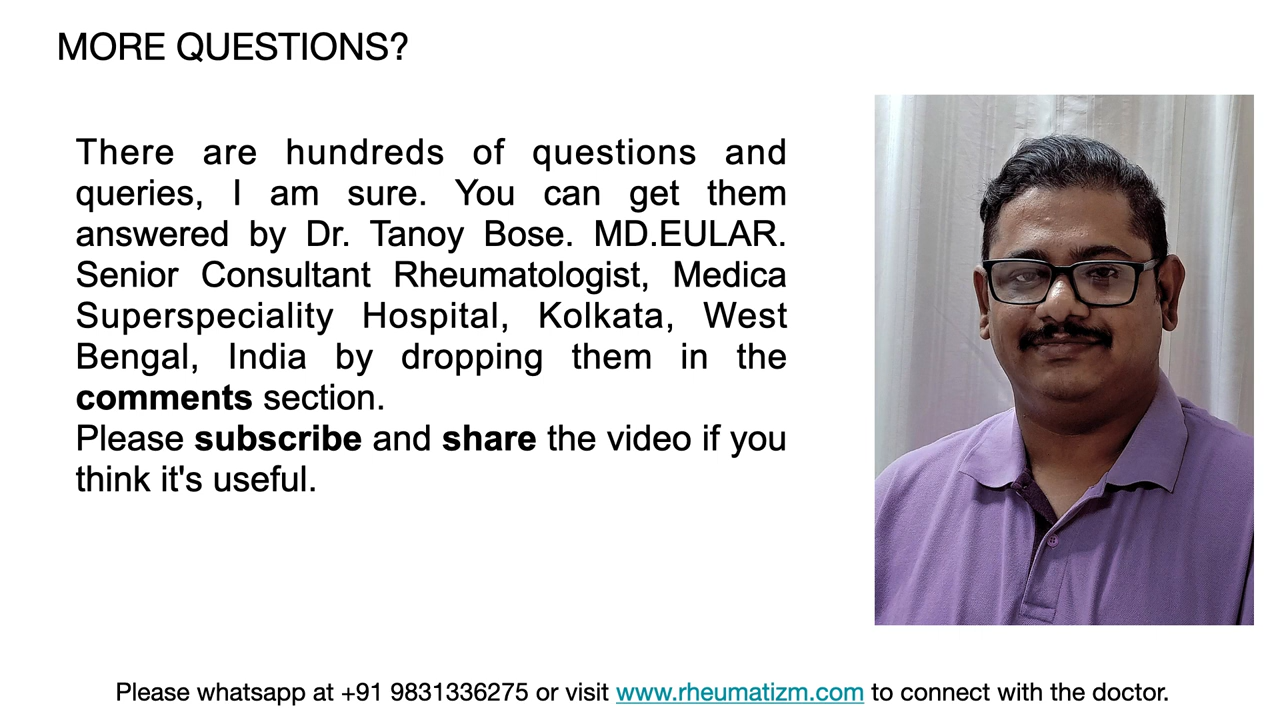 MORE QUESTIONS?
There are hundreds of questions and
queries, I am sure. You can get them
answered by Dr. Tanoy Bose. MD.EULAR.
Senior Consultant Rheumatologist, Medica
Superspeciality Hospital, Kolkata, West
Bengal, India by dropping them in the
comments section.
Please subscribe and share the video if you
think it's useful.
Please whatsapp at +91 9831336275 or visit www.rheumatizm.com to connect with the doctor.